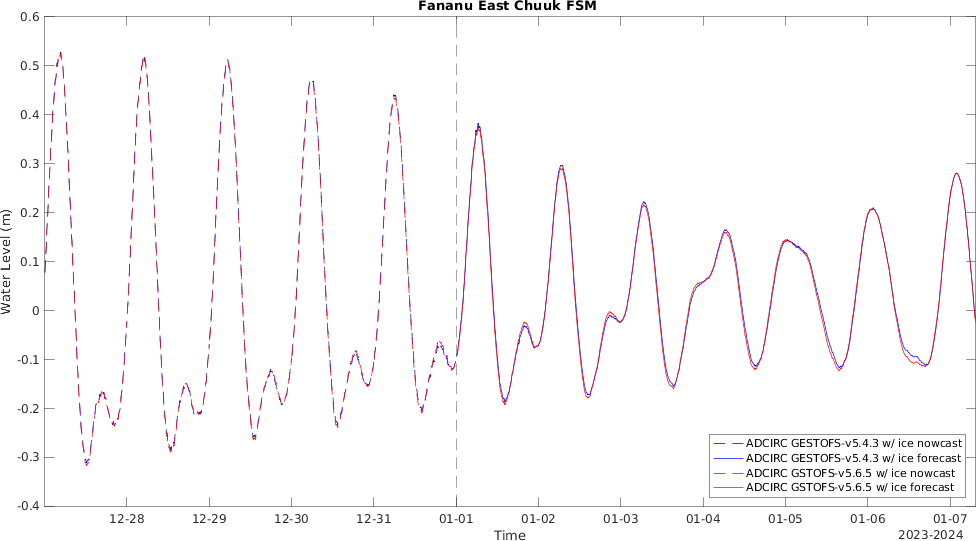 Fananu East Chuuk FSM
0.6
0.5
0.4
0.3
0.2
0.1
0
-0.1
-0.2
-0.3
-0.4
Water Level (m)
ADCIRC GESTOFS-v5.4.3 w/ ice nowcast
ADCIRC GESTOFS-v5.4.3 w/ ice forecast
ADCIRC GSTOFS-v5.6.5 w/ ice nowcast
ADCIRC GSTOFS-v5.6.5 w/ ice forecast
12-28 12-29 12-30 12-31 01-01 01-02 01-03 01-04 01-05 01-06 01-07
Time
2023-2024